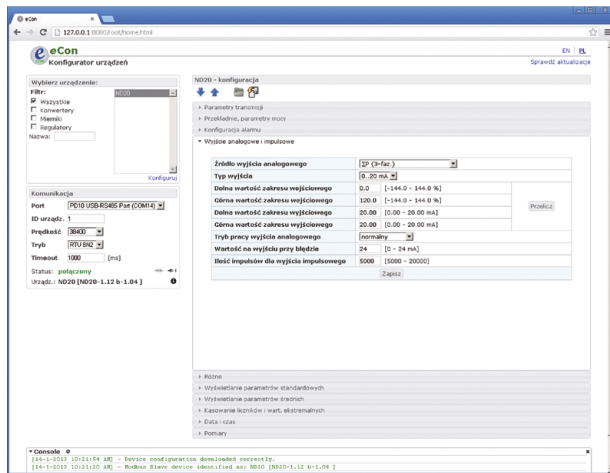 eCon
127.0.0.1:8080/root/home.html
eCon
Konfigurator urządzeń
EN | PL
Sprawdź aktualizacje
Wybierz urządzenie:
Filtr:
Wszystkie
Konwertery
Mierniki
Regulatory
Nazwa:
ND20
Konfiguruj
Komunikacja
Port PD10 USB-RS485 Port (COM14)
ID urządz. 1
Prędkość 38400
Tryb RTU 8N2
Timeout 1000 [ms]
Status: połączony
Urządz.: ND20 [ND20-1.12 b-1.04 ]
ND20 - konfiguracja
Parametry transmisji
Przekładnie, parametry mocy
Konfiguracja alarmu
Wyjście analogowe i impulsowe
Źródło wyjścia analogowego ΣP (3-faz.)
Typ wyjścia 0..20 mA
Dolna wartość zakresu wejściowego 0.0 [-144.0 - 144.0 %]
Górna wartość zakresu wejściowego 120.0 [-144.0 - 144.0 %]
Dolna wartość zakresu wyjściowego 20.00 [0.00 - 20.00 mA]
Górna wartość zakresu wyjściowego 20.00 [0.00 - 20.00 mA]
Przelicz
Tryb pracy wyjścia analogowego normalny
Wartość na wyjściu przy błędzie 24 [0 - 24 mA]
Ilość impulsów dla wyjścia impulsowego 5000 [5000 - 20000]
Zapisz
Różne
Wyświetlanie parametrów standardowych
Wyświetlanie parametrów średnich
Kasowanie liczników i wart. ekstremalnych
Data i czas
Pomiary
Console
[14-1-2013 10:21:54 AM] - Device configuration downloaded correctly.
[14-1-2013 10:21:20 AM] - Modbus Slave device identified as: ND20 [ND20-1.12 b-1.04 ]